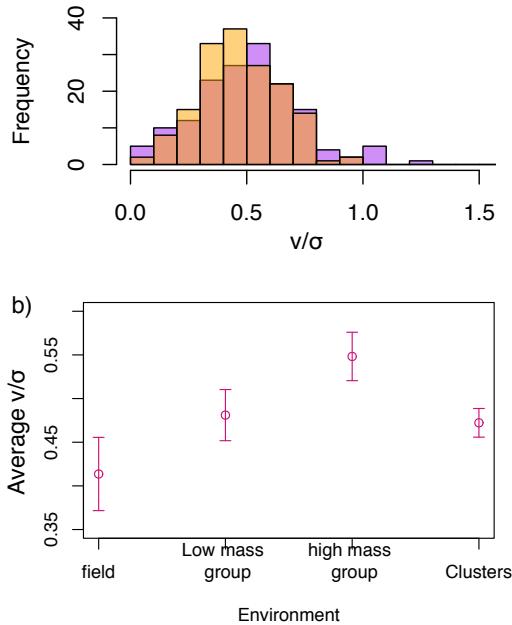 Frequency
40
20
0
0.0 0.5 1.0 1.5
v/σ
b)
Average v/σ
0.55
0.45
0.35
Low mass high mass
field group group Clusters
Environment